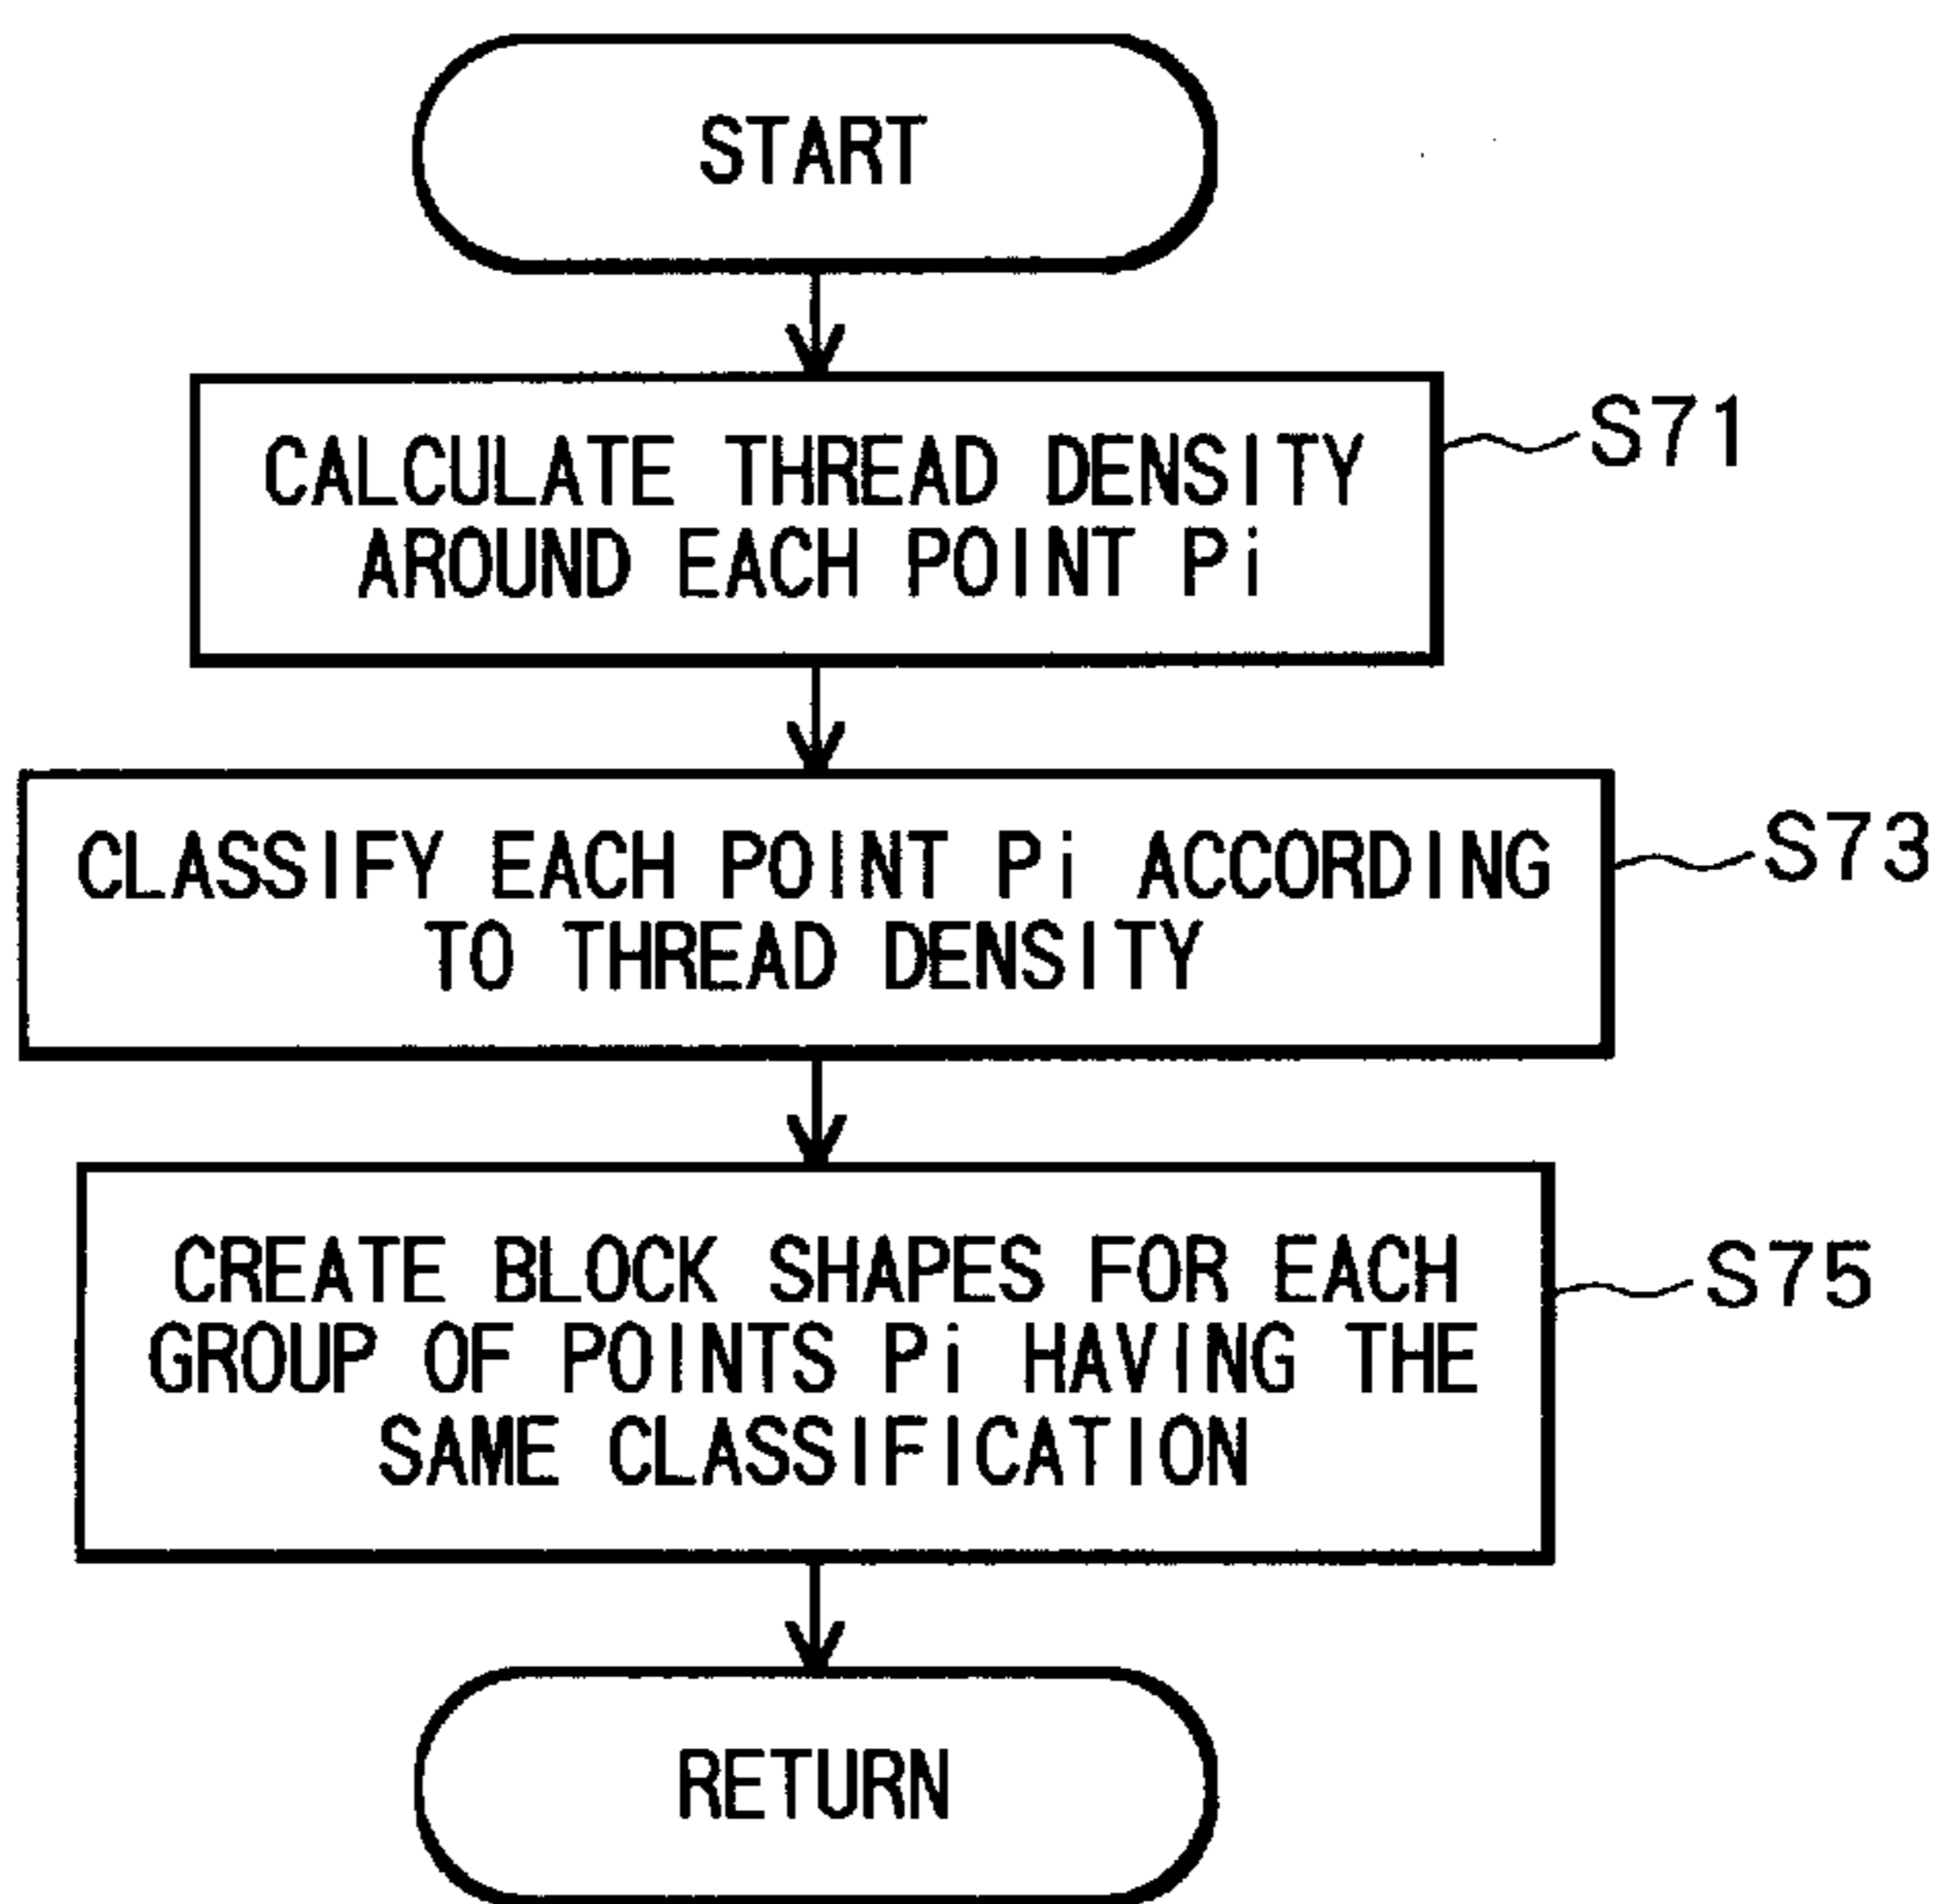 START
CALCULATE THREAD DENSITY
AROUND EACH POINT Pi
S71
CLASSIFY EACH POINT Pi ACCORDING
TO THREAD DENSITY
S73
CREATE BLOCK SHAPES FOR EACH
GROUP OF POINTS Pi HAVING THE
SAME CLASSIFICATION
S75
RETURN